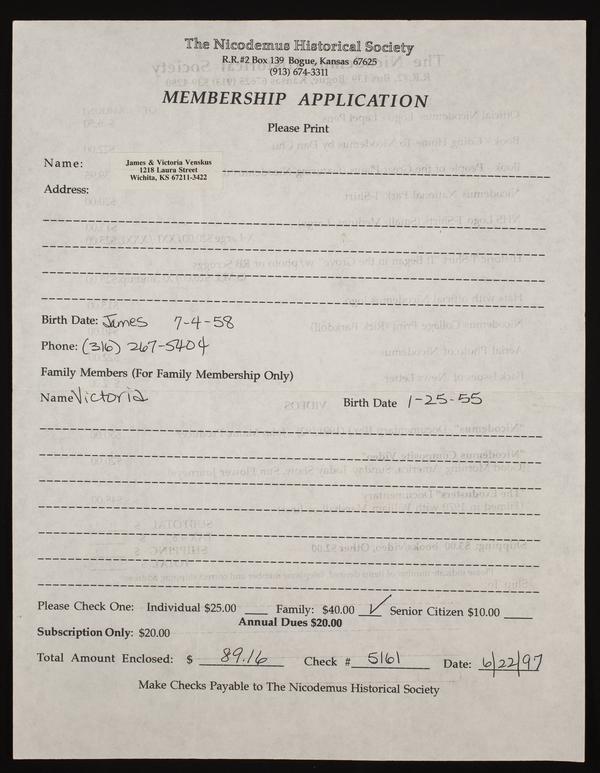 The Nicodemus Historical Society
R.R.#2 Box 139 Bogue, Kansas 67625
(913) 674-3311
MEMBERSHIP APPLICATION
Please Print
Name: James & Victoria Venskus
1218 Laura Street
Wichita, KS 67211-3422
Address:
Birth Date: James 7-4-58
Phone: (316) 267-5404
Family Members (For Family Membership Only)
Name Victoria Birth Date 1-25-55
Please Check One: Individual $25.00 ___ Family: $40.00 _✓_ Senior Citizen $10.00 ___
Annual Dues $20.00
Subscription Only: $20.00
Total Amount Enclosed: $ 89.16 Check # 5161 Date: 6/22/97
Make Checks Payable to The Nicodemus Historical Society